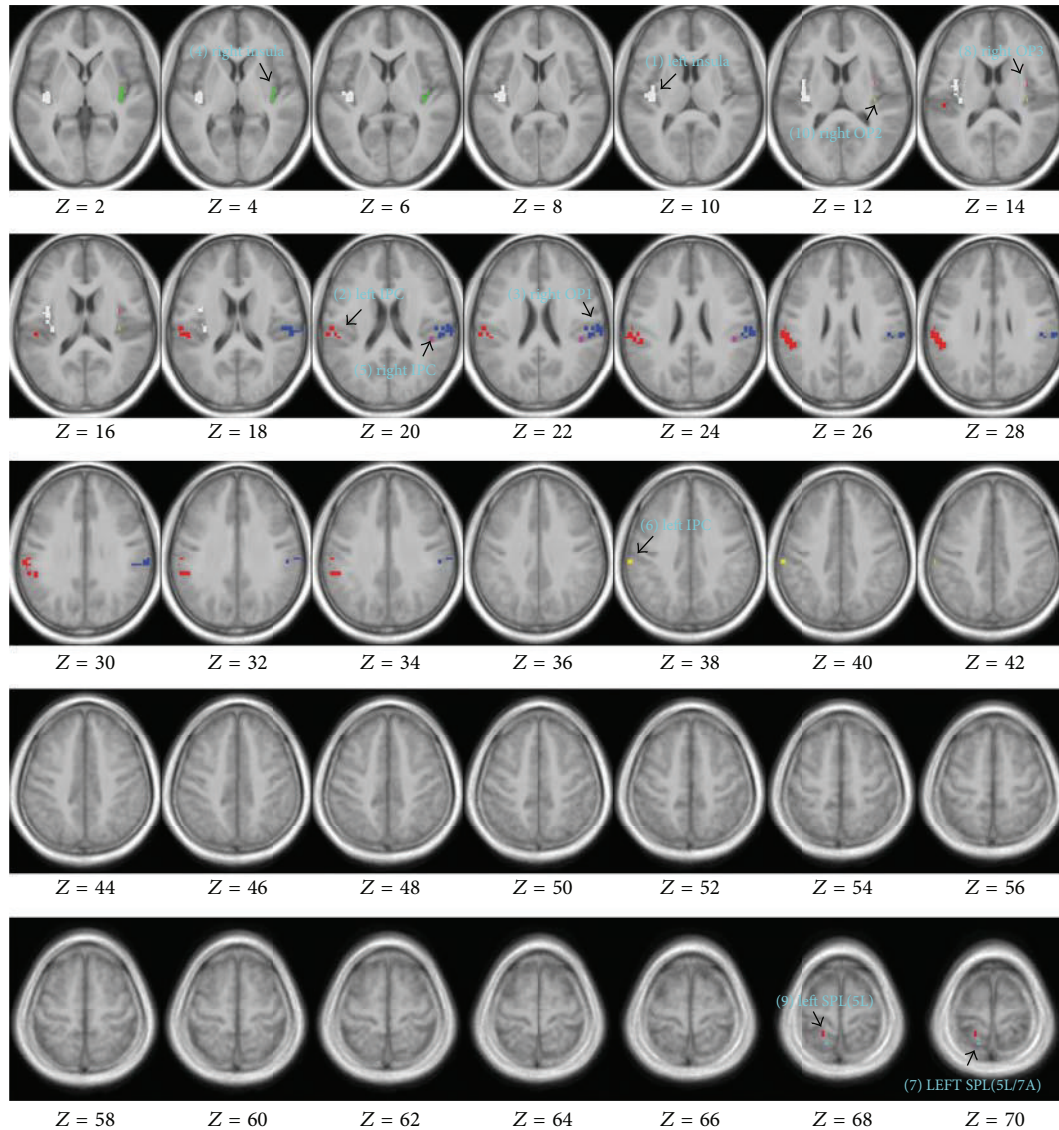 (4) right insula
(1) left insula
(8) right OP3
(10) right OP2
Z = 2 Z = 4 Z = 6 Z = 8 Z = 10 Z = 12 Z = 14
(2) left IPC
(3) right OP1
(5) right IPC
Z = 16 Z = 18 Z = 20 Z = 22 Z = 24 Z = 26 Z = 28
(6) left IPC
Z = 30 Z = 32 Z = 34 Z = 36 Z = 38 Z = 40 Z = 42
Z = 44 Z = 46 Z = 48 Z = 50 Z = 52 Z = 54 Z = 56
(9) left SPL(5L)
(7) LEFT SPL(5L/7A)
Z = 58 Z = 60 Z = 62 Z = 64 Z = 66 Z = 68 Z = 70